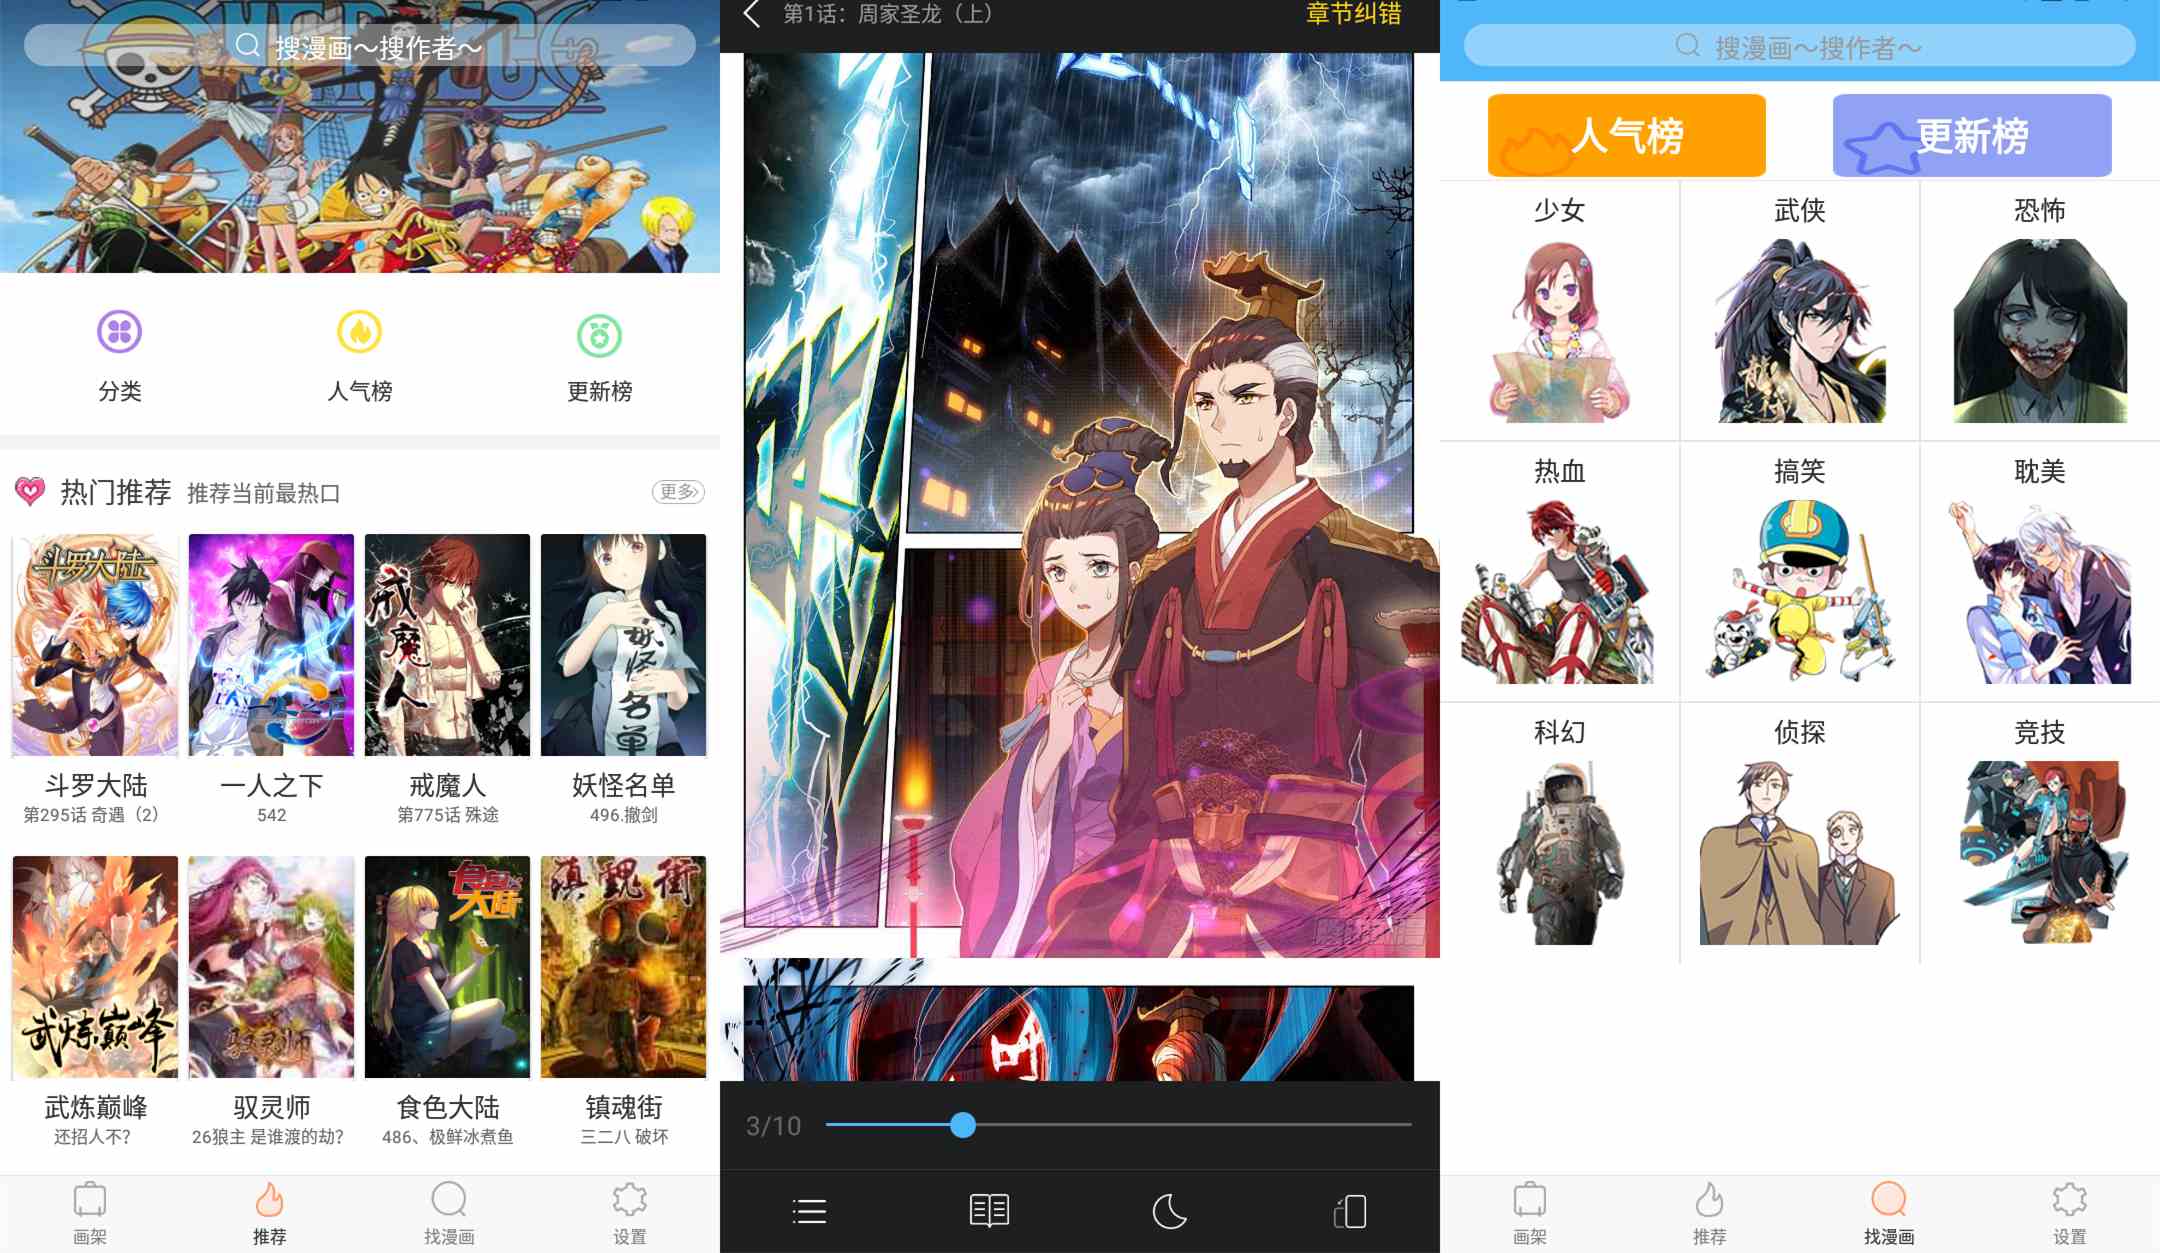 搜漫画～搜作者～
分类
人气榜
更新榜
热门推荐 推荐当前最热口
更多
斗罗大陆
一人之下
戒魔人
妖怪名单
斗罗大陆
第295话 奇遇（2）
一人之下
542
戒魔人
第775话 殊途
妖怪名单
496.撤剑
武炼巅峰
驭灵师
食色大陆
镇魂街
武炼巅峰
还招人不?
驭灵师
26狼主 是谁渡的劫?
食色大陆
486、极鲜冰煮鱼
镇魂街
三二八 破坏
画架
推荐
找漫画
设置
第1话：周家圣龙（上）
章节纠错
3/10
搜漫画～搜作者～
人气榜
更新榜
少女
武侠
恐怖
热血
搞笑
耽美
科幻
侦探
竞技
画架
推荐
找漫画
设置